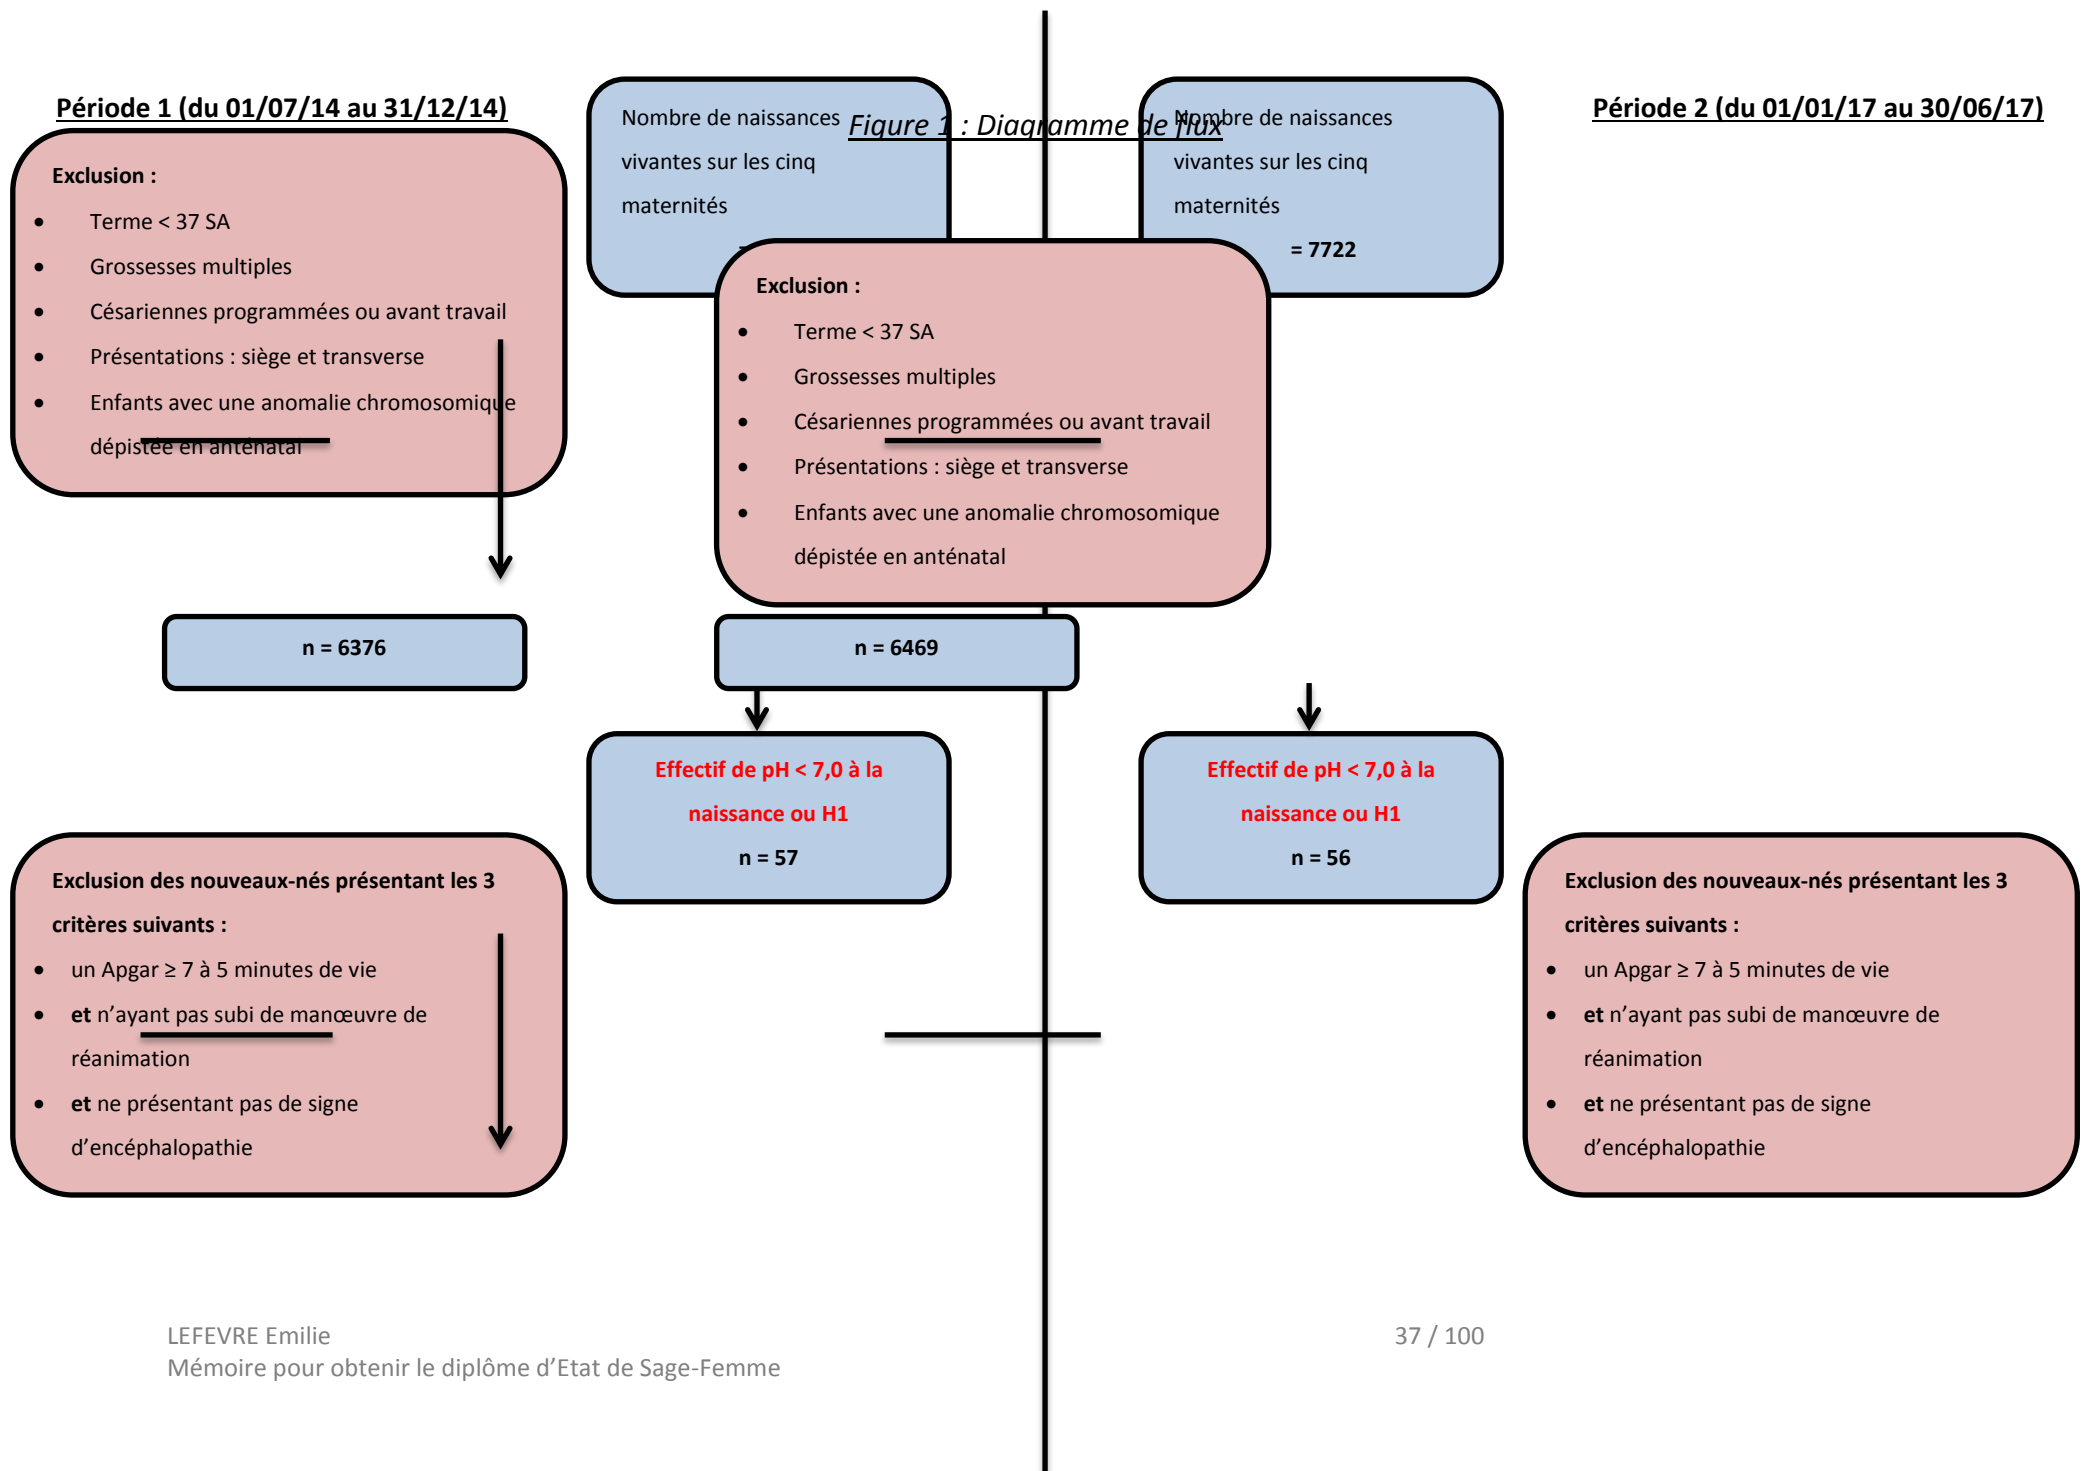 Période 1 (du 01/07/14 au 31/12/14)
Figure 1 : Diagramme de flux
Période 2 (du 01/01/17 au 30/06/17)
Nombre de naissances
vivantes sur les cinq
maternités
Nombre de naissances
vivantes sur les cinq
maternités
= 7722
Exclusion :
• Terme < 37 SA
• Grossesses multiples
• Césariennes programmées ou avant travail
• Présentations : siège et transverse
• Enfants avec une anomalie chromosomique
dépistée en anténatal
Exclusion :
• Terme < 37 SA
• Grossesses multiples
• Césariennes programmées ou avant travail
• Présentations : siège et transverse
• Enfants avec une anomalie chromosomique
dépistée en anténatal
n = 6376
n = 6469
Effectif de pH < 7,0 à la
naissance ou H1
n = 57
Effectif de pH < 7,0 à la
naissance ou H1
n = 56
Exclusion des nouveaux-nés présentant les 3
critères suivants :
• un Apgar ≥ 7 à 5 minutes de vie
• et n’ayant pas subi de manœuvre de
réanimation
• et ne présentant pas de signe
d’encéphalopathie
Exclusion des nouveaux-nés présentant les 3
critères suivants :
• un Apgar ≥ 7 à 5 minutes de vie
• et n’ayant pas subi de manœuvre de
réanimation
• et ne présentant pas de signe
d’encéphalopathie
LEFEVRE Emilie
37 / 100
Mémoire pour obtenir le diplôme d’Etat de Sage-Femme